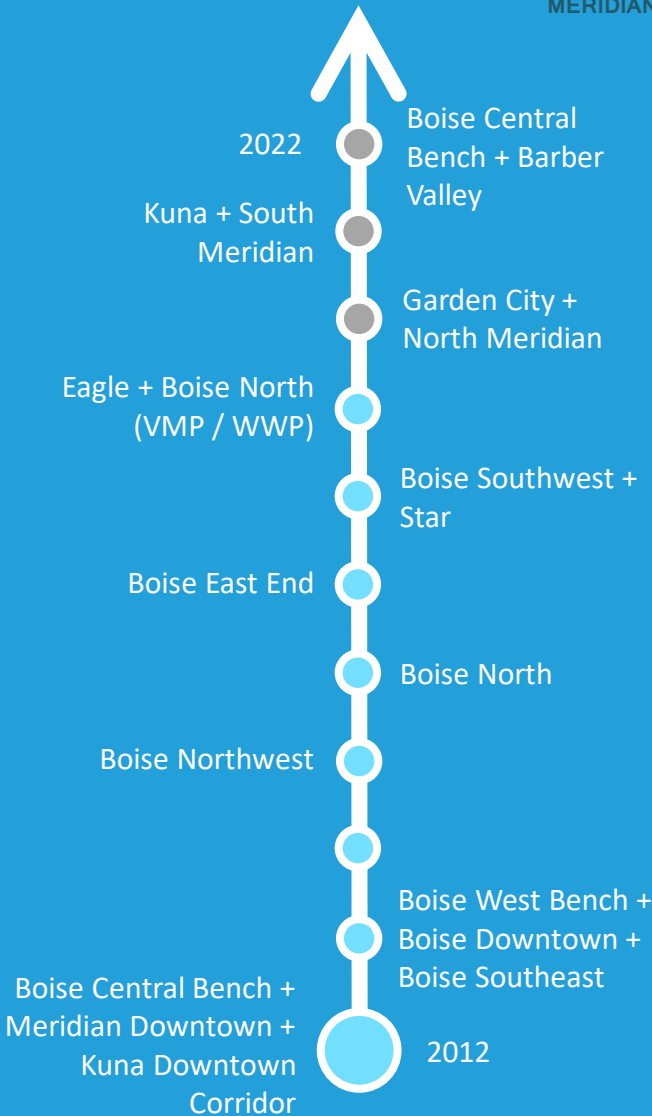 MERIDIAN
2022
Boise Central
Bench + Barber
Valley
Kuna + South
Meridian
Garden City +
North Meridian
Eagle + Boise North
(VMP / WWP)
Boise Southwest +
Star
Boise East End
Boise North
Boise Northwest
Boise West Bench +
Boise Downtown +
Boise Southeast
Boise Central Bench +
Meridian Downtown +
Kuna Downtown
Corridor
2012